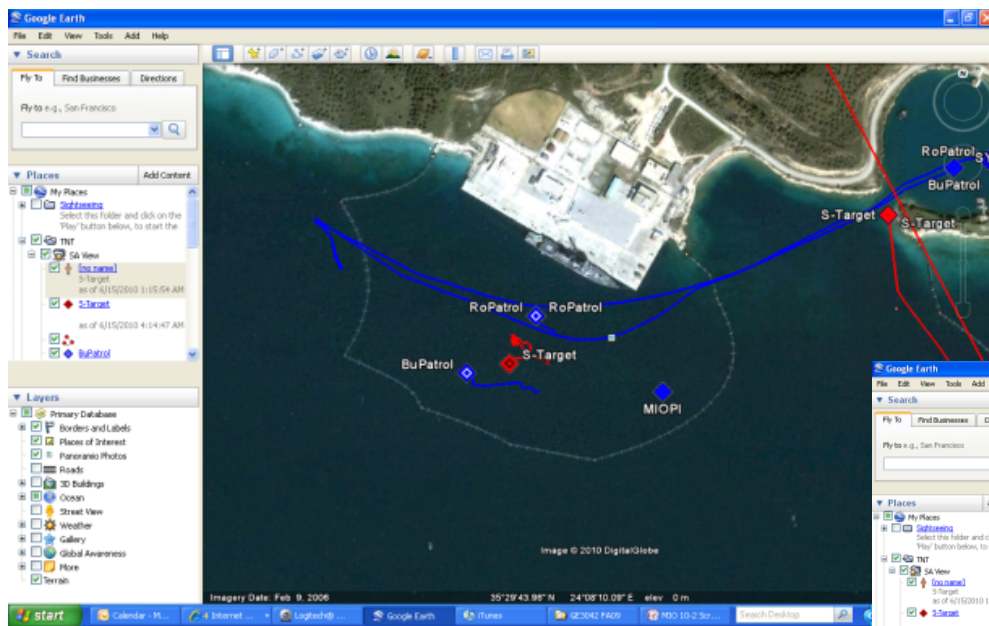 Google Earth
File Edit View Tools Add Help
Search
Fly To Find Businesses Directions
Fly to e.g., San Francisco
Places Add Content
My Places
Sightseeing
Select this folder and click on the
'Play' button below, to start the
TNT
SA View
[no name]
S-Target
as of 6/15/2010 1:15:54 AM
S-Target
as of 6/15/2010 4:14:47 AM
BuPatrol
Layers
Primary Database
Borders and Labels
Places of Interest
Panoramio Photos
Roads
3D Buildings
Ocean
Street View
Weather
Gallery
Global Awareness
More
Terrain
RoPatrol
BuPatrol
S-Target S-Target
RoPatrol RoPatrol
S-Target
BuPatrol
MIOPI
Image © 2010 DigitalGlobe
Imagery Date: Feb 9, 2006 35°29'43.98" N 24°08'10.09" E elev 0 m
Google Earth
File Edit View Tools Add
Search
Fly To Find Businesses
Fly to e.g., San Francisco
Places
My Places
Sightseeing
Select this folder and
'Play' button below, to
TNT
SA View
[no name]
S-Target
as of 6/15/2010 1
S-Target
start Calendar - M... 4 Internet ... Logitech® ... Google Earth iTunes GE3042 FA09 MIO 10-2 Scr... Search Desktop